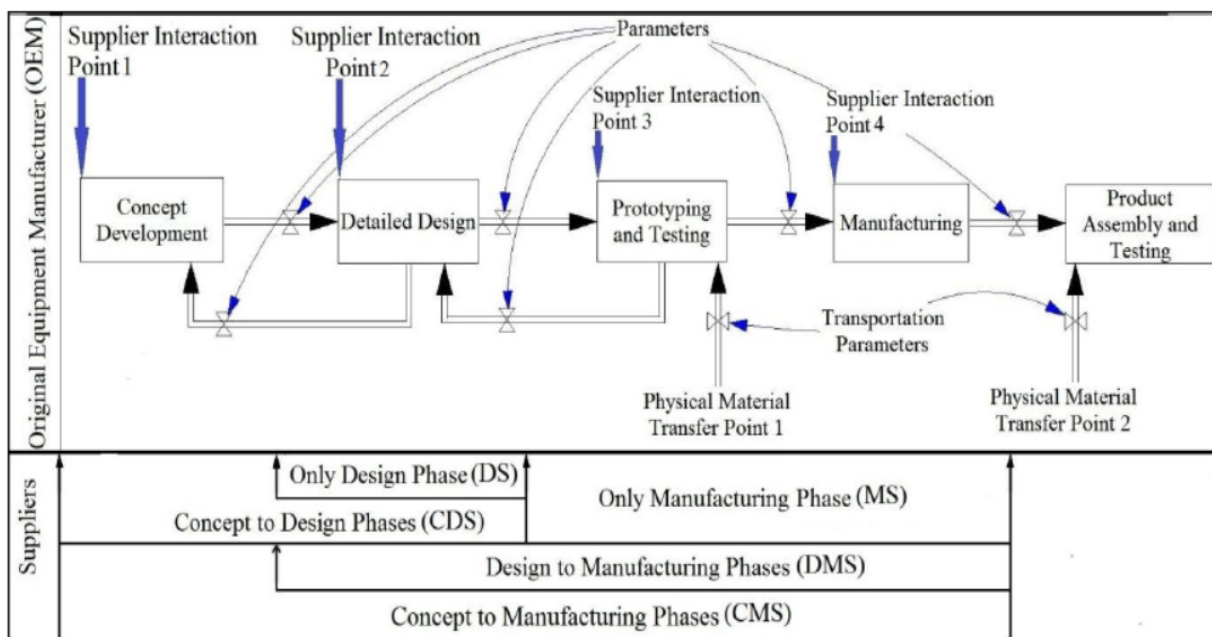 Original Equipment Manufacturer (OEM)
Supplier Interaction
Point 1
Supplier Interaction
Point 2
Parameters
Supplier Interaction
Point 3
Supplier Interaction
Point 4
Concept
Development
Detailed Design
Prototyping
and Testing
Manufacturing
Product
Assembly and
Testing
Transportation
Parameters
Physical Material
Transfer Point 1
Physical Material
Transfer Point 2
Suppliers
Only Design Phase (DS)
Only Manufacturing Phase (MS)
Concept to Design Phases (CDS)
Design to Manufacturing Phases (DMS)
Concept to Manufacturing Phases (CMS)